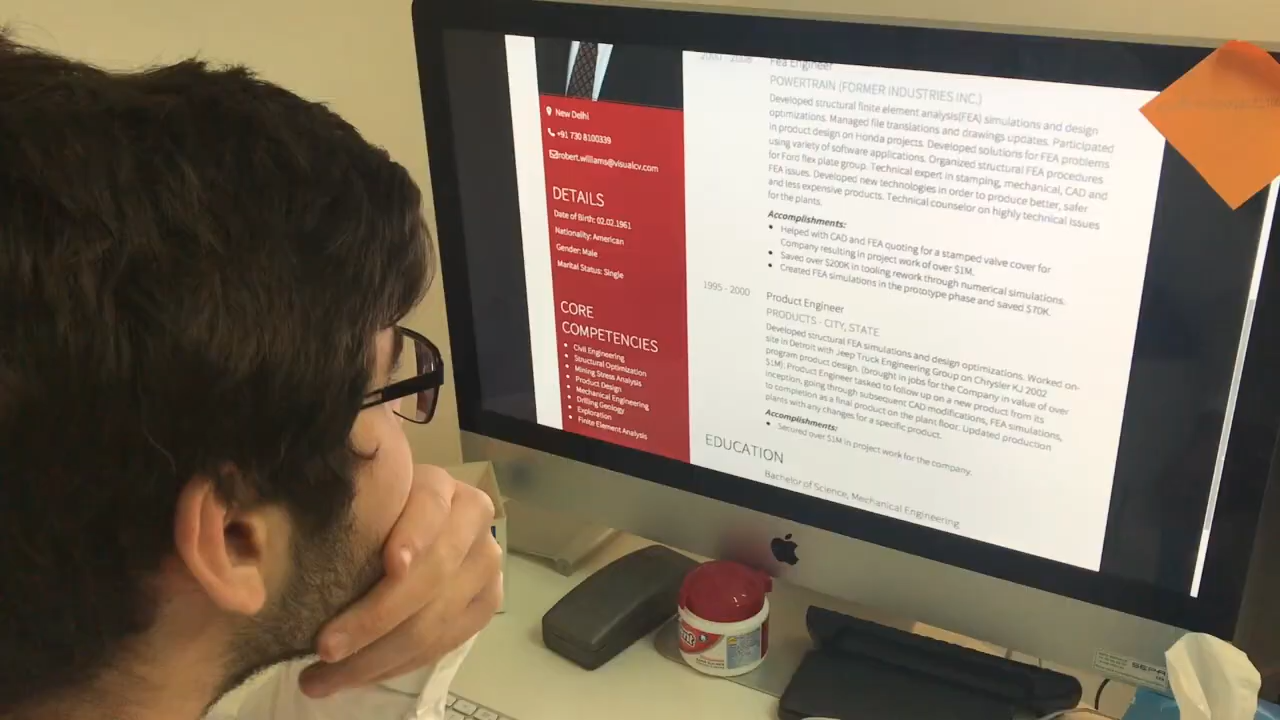 New Delhi
+91 730 8100339
robert.williams@visualcv.com
DETAILS
Date of Birth: 02.02.1961
Nationality: American
Gender: Male
Marital Status: Single
CORE
COMPETENCIES
Civil Engineering
Structural Optimization
Mining Stress Analysis
Product Design
Mechanical Engineering
Drilling Geology
Exploration
Finite Element Analysis
Fea Engineer
POWERTRAIN (FORMER INDUSTRIES INC.)
Developed structural finite element analysis(FEA) simulations and design
optimizations. Managed file translations and drawings updates. Participated
in product design on Honda projects. Developed solutions for FEA problems
using variety of software applications. Organized structural FEA procedures
for Ford flex plate group. Technical expert in stamping, mechanical, CAD and
FEA issues. Developed new technologies in order to produce better, safer
and less expensive products. Technical counselor on highly technical issues
for the plants.
Accomplishments:
Helped with CAD and FEA quoting for a stamped valve cover for
Company resulting in project work of over $1M.
Saved over $200K in tooling rework through numerical simulations.
Created FEA simulations in the prototype phase and saved $70K.
1995 - 2000
Product Engineer
PRODUCTS - CITY, STATE
Developed structural FEA simulations and design optimizations. Worked on-
site in Detroit with Jeep Truck Engineering Group on Chrysler KJ 2002
program product design. (brought in jobs for the Company in value of over
$1M). Product Engineer tasked to follow up on a new product from its
inception, going through subsequent CAD modifications, FEA simulations,
to completion as a final product on the plant floor. Updated production
plants with any changes for a specific product.
Accomplishments:
Secured over $1M in project work for the company.
EDUCATION
Bachelor of Science, Mechanical Engineering